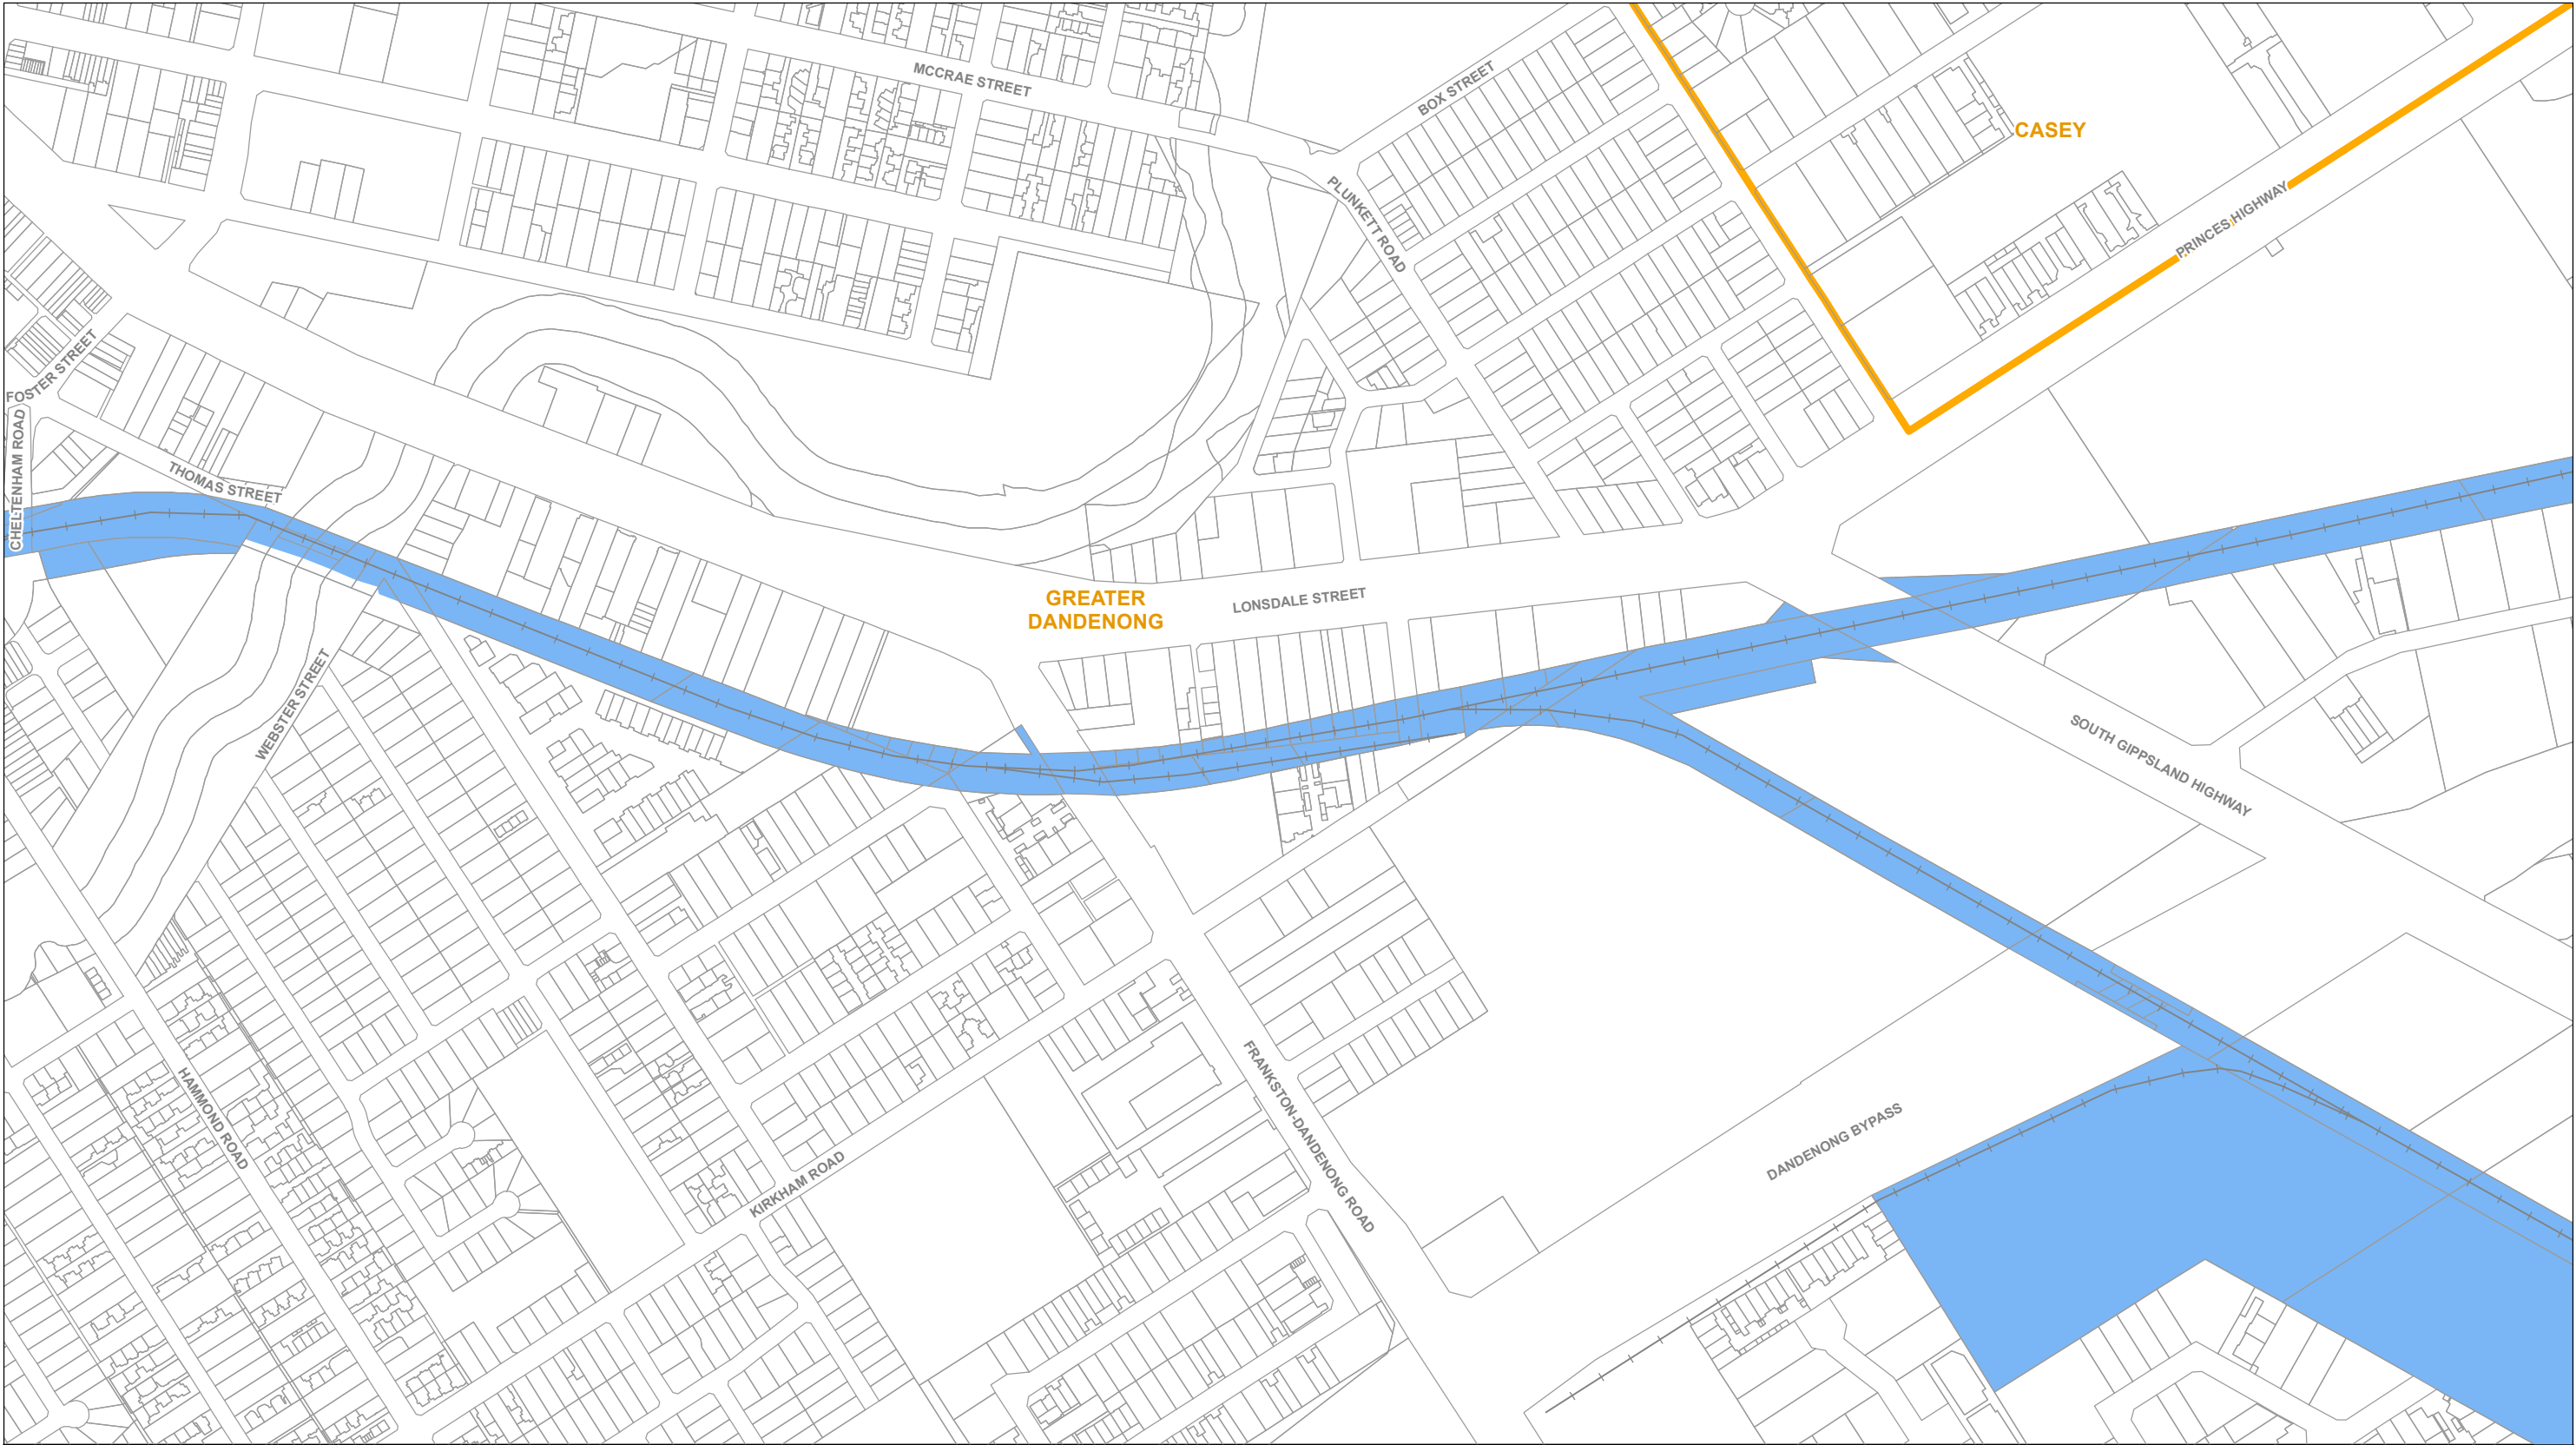 MCCRAE STREET
BOX STREET
CASEY
PLUNKETT ROAD
PRINCES HIGHWAY
FOSTER STREET
CHELTENHAM ROAD
THOMAS STREET
GREATER
DANDENONG
LONSDALE STREET
WEBSTER STREET
SOUTH GIPPSLAND HIGHWAY
HAMMOND ROAD
FRANKSTON-DANDENONG ROAD
DANDENONG BYPASS
KIRKHAM ROAD